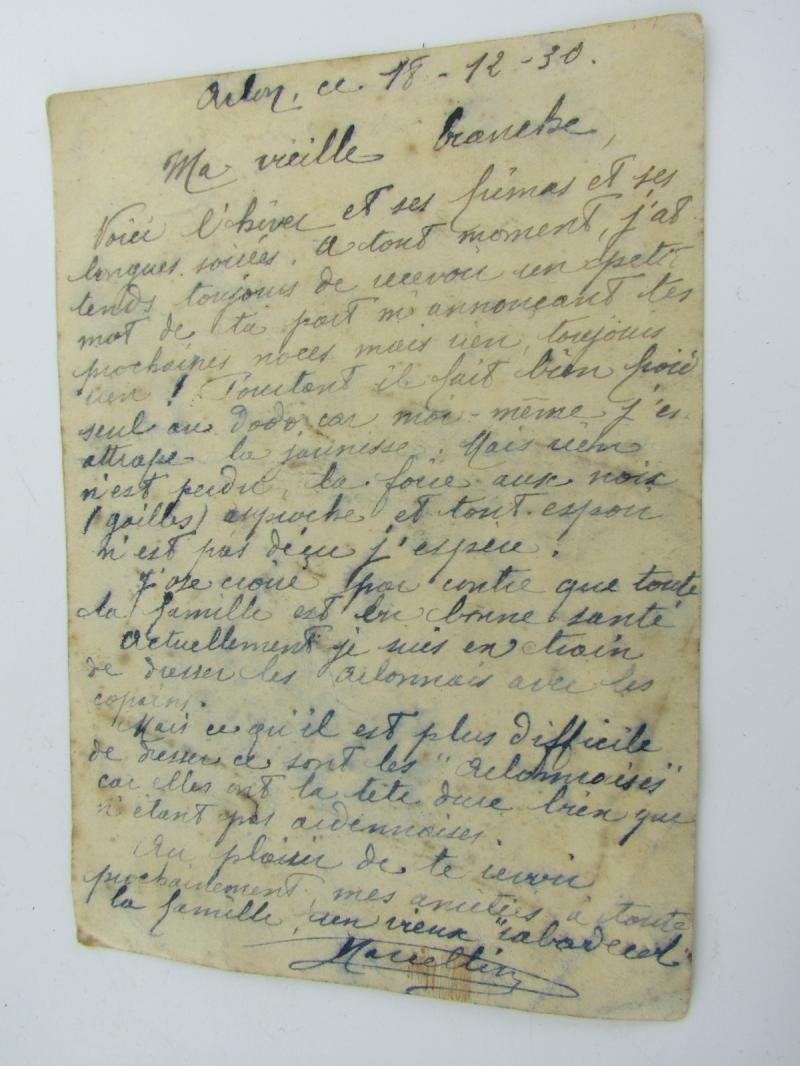 Arlon, ce 18-12-30.
Ma vieille branche,
Voici l'hiver et ses frimas et ses
longues soirées. A tout moment, j'at
tends toujours de recevoir un petit
mot de ta part m'annonçant tes
prochaines noces mais rien, toujours
rien ! Pourtant il fait bien froid
seul au dodo car moi-même j'en
attrape la jaunesse. Mais rien
n'est perdu, la foire aux noix
(gailles) approche et tout espoir
n'est pas déçu j'espère.
J'ose croire par contre que toute
la famille est en bonne santé
Actuellement je suis en train
de dresser les Arlonnais avec les
copains.
Mais ce qu'il est plus difficile
de dresser ce sont les "Arlonnaises"
car elles ont la tete dure bien que
n'étant pas ardennaises.
Au plaisir de te revoir
prochainement, mes amitiés à toute
la famille, un vieux
Marcellin